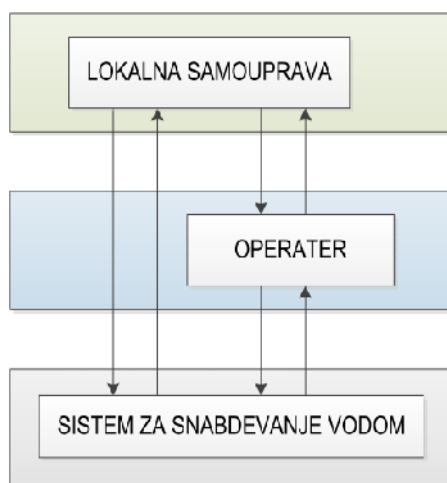 LOKALNA SAMOUPRAVA
OPERATER
SISTEM ZA SNABDEVANJE VODOM